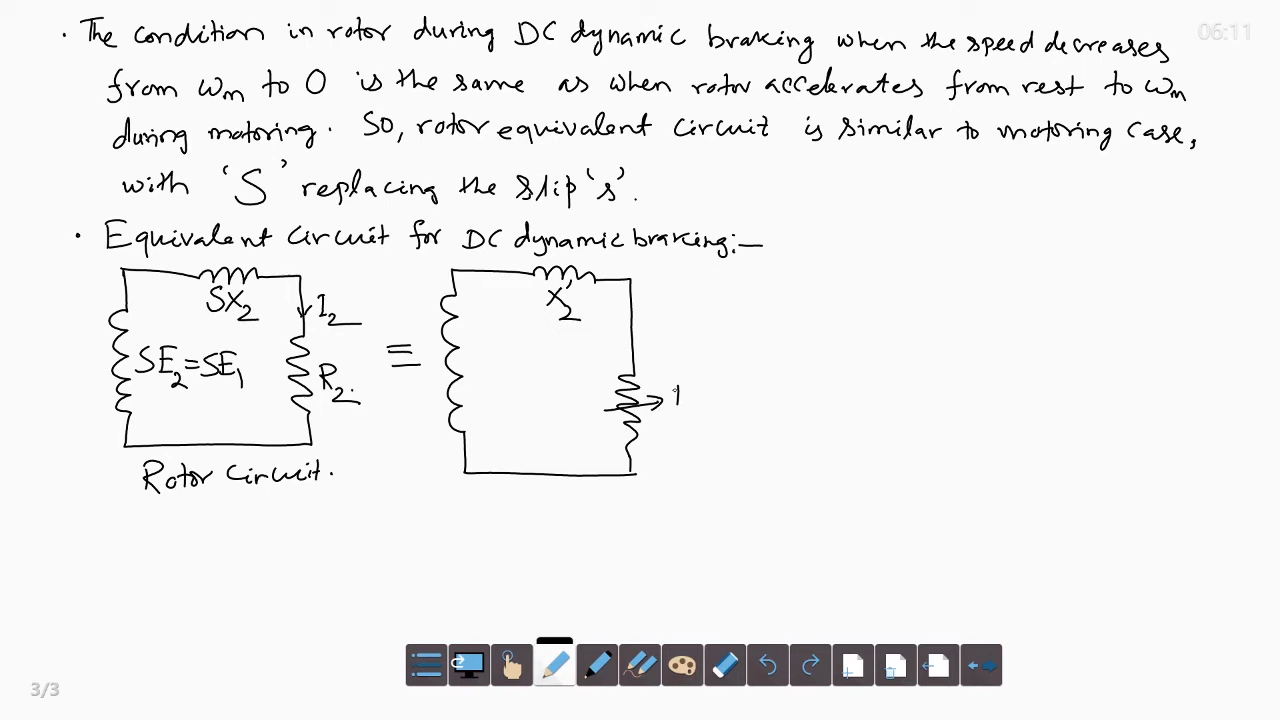 06:11
· The condition in rotor during DC dynamic braking when the speed decreases
from ωm to 0 is the same as when rotor accelerates from rest to ωm
during motoring. So, rotor equivalent circuit is similar to motoring case,
with 'S' replacing the slip 's'.
· Equivalent circuit for DC dynamic braking:—
SX₂ I₂ X₂'
SE₂=SE₁ R₂. ≡
Rotor circuit.
3/3